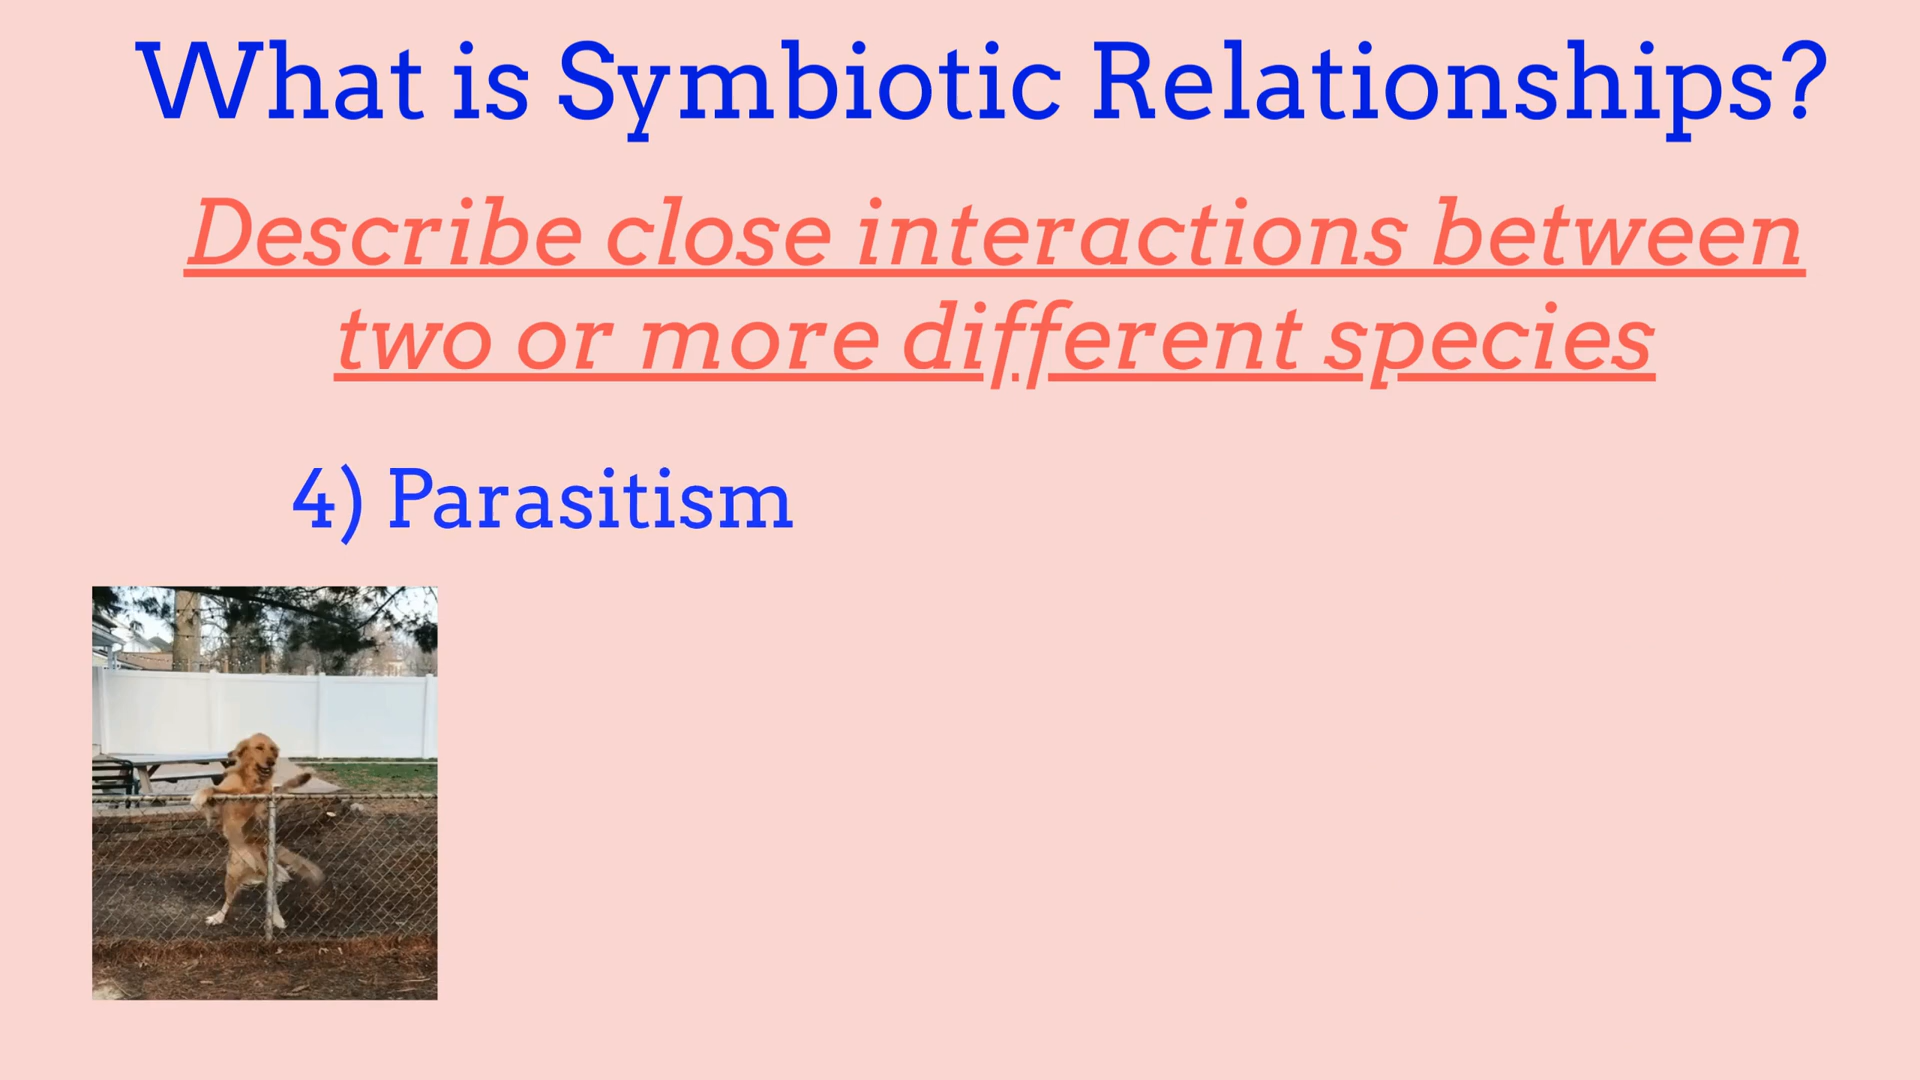 What is Symbiotic Relationships?
Describe close interactions between
two or more different species
4) Parasitism